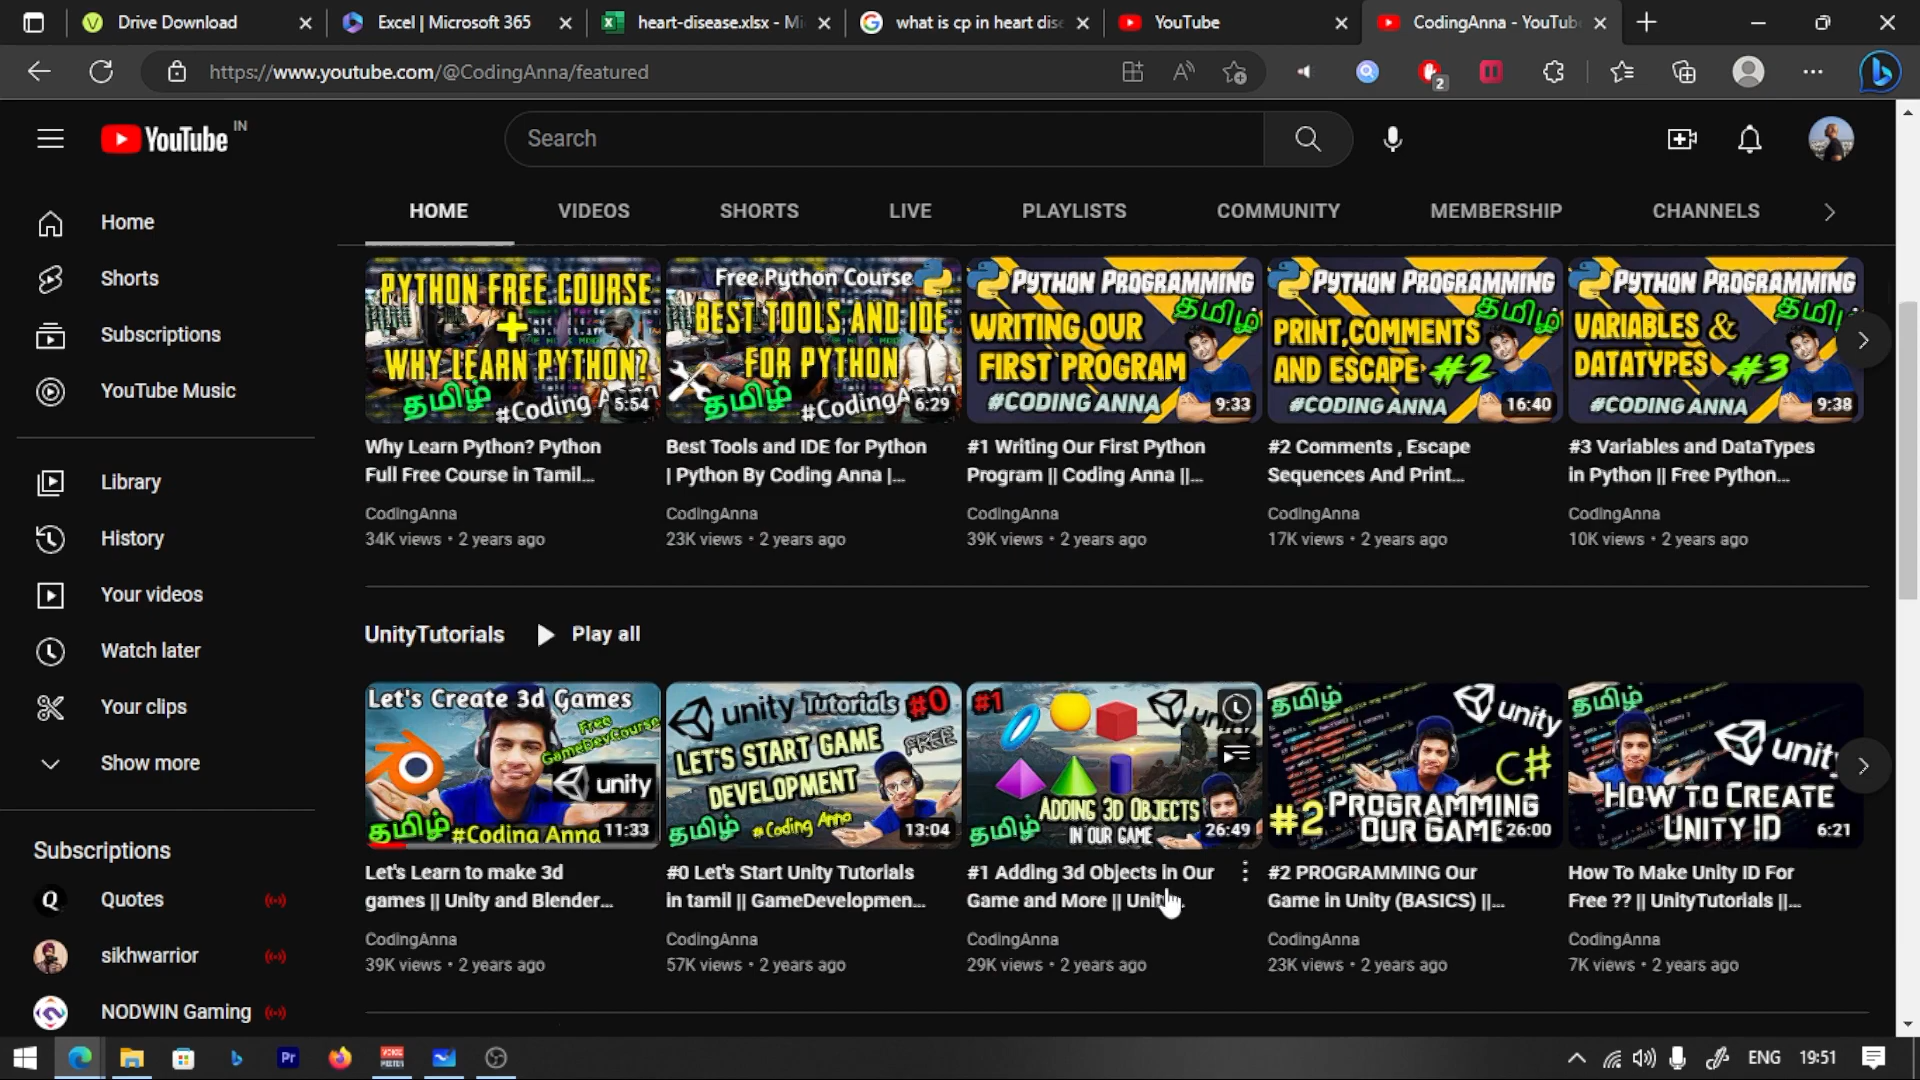 Drive Download
Excel | Microsoft 365
heart-disease.xlsx - Mi
what is cp in heart dis
YouTube
CodingAnna - YouTub
https://www.youtube.com/@CodingAnna/featured
2
YouTube IN
Search
HOME VIDEOS SHORTS LIVE PLAYLISTS COMMUNITY MEMBERSHIP CHANNELS
Home
Shorts
Subscriptions
YouTube Music
Library
History
Your videos
Watch later
Your clips
Show more
Subscriptions
Quotes
sikhwarrior
NODWIN Gaming
PYTHON FREE COURSE
+
WHY LEARN PYTHON?
தமிழ் #Coding A
5:54
Why Learn Python? Python
Full Free Course in Tamil...
CodingAnna
34K views • 2 years ago
Free Python Course
BEST TOOLS AND IDE
FOR PYTHON
தமிழ் #CodingA
6:29
Best Tools and IDE for Python
| Python By Coding Anna |...
CodingAnna
23K views • 2 years ago
PYTHON PROGRAMMING
தமிழ்
WRITING OUR
FIRST PROGRAM
#CODING ANNA
9:33
#1 Writing Our First Python
Program || Coding Anna ||...
CodingAnna
39K views • 2 years ago
PYTHON PROGRAMMING
தமிழ்
PRINT,COMMENTS
AND ESCAPE #2
#CODING ANNA
16:40
#2 Comments , Escape
Sequences And Print...
CodingAnna
17K views • 2 years ago
PYTHON PROGRAMMING
தமிழ்
VARIABLES &
DATATYPES #3
#CODING ANNA
9:38
#3 Variables and DataTypes
in Python || Free Python...
CodingAnna
10K views • 2 years ago
UnityTutorials
Play all
Let's Create 3d Games
Free
GameDevCourse
unity
தமிழ் #Coding Anna
11:33
Let's Learn to make 3d
games || Unity and Blender...
CodingAnna
39K views • 2 years ago
unity Tutorials #0
LET'S START GAME FREE
DEVELOPMENT
தமிழ் #Coding Anna
13:04
#0 Let's Start Unity Tutorials
in tamil || GameDevelopmen...
CodingAnna
57K views • 2 years ago
#1
ADDING 3D OBJECTS
தமிழ் IN OUR GAME
26:49
#1 Adding 3d Objects in Our
Game and More || Unit
CodingAnna
29K views • 2 years ago
தமிழ்
unity
C#
#2 PROGRAMMING
OUR GAME
26:00
#2 PROGRAMMING Our
Game in Unity (BASICS) ||...
CodingAnna
23K views • 2 years ago
தமிழ்
unity
HOW TO CREATE
UNITY ID
6:21
How To Make Unity ID For
Free ?? || UnityTutorials ||...
CodingAnna
7K views • 2 years ago
Pr
ENG 19:51